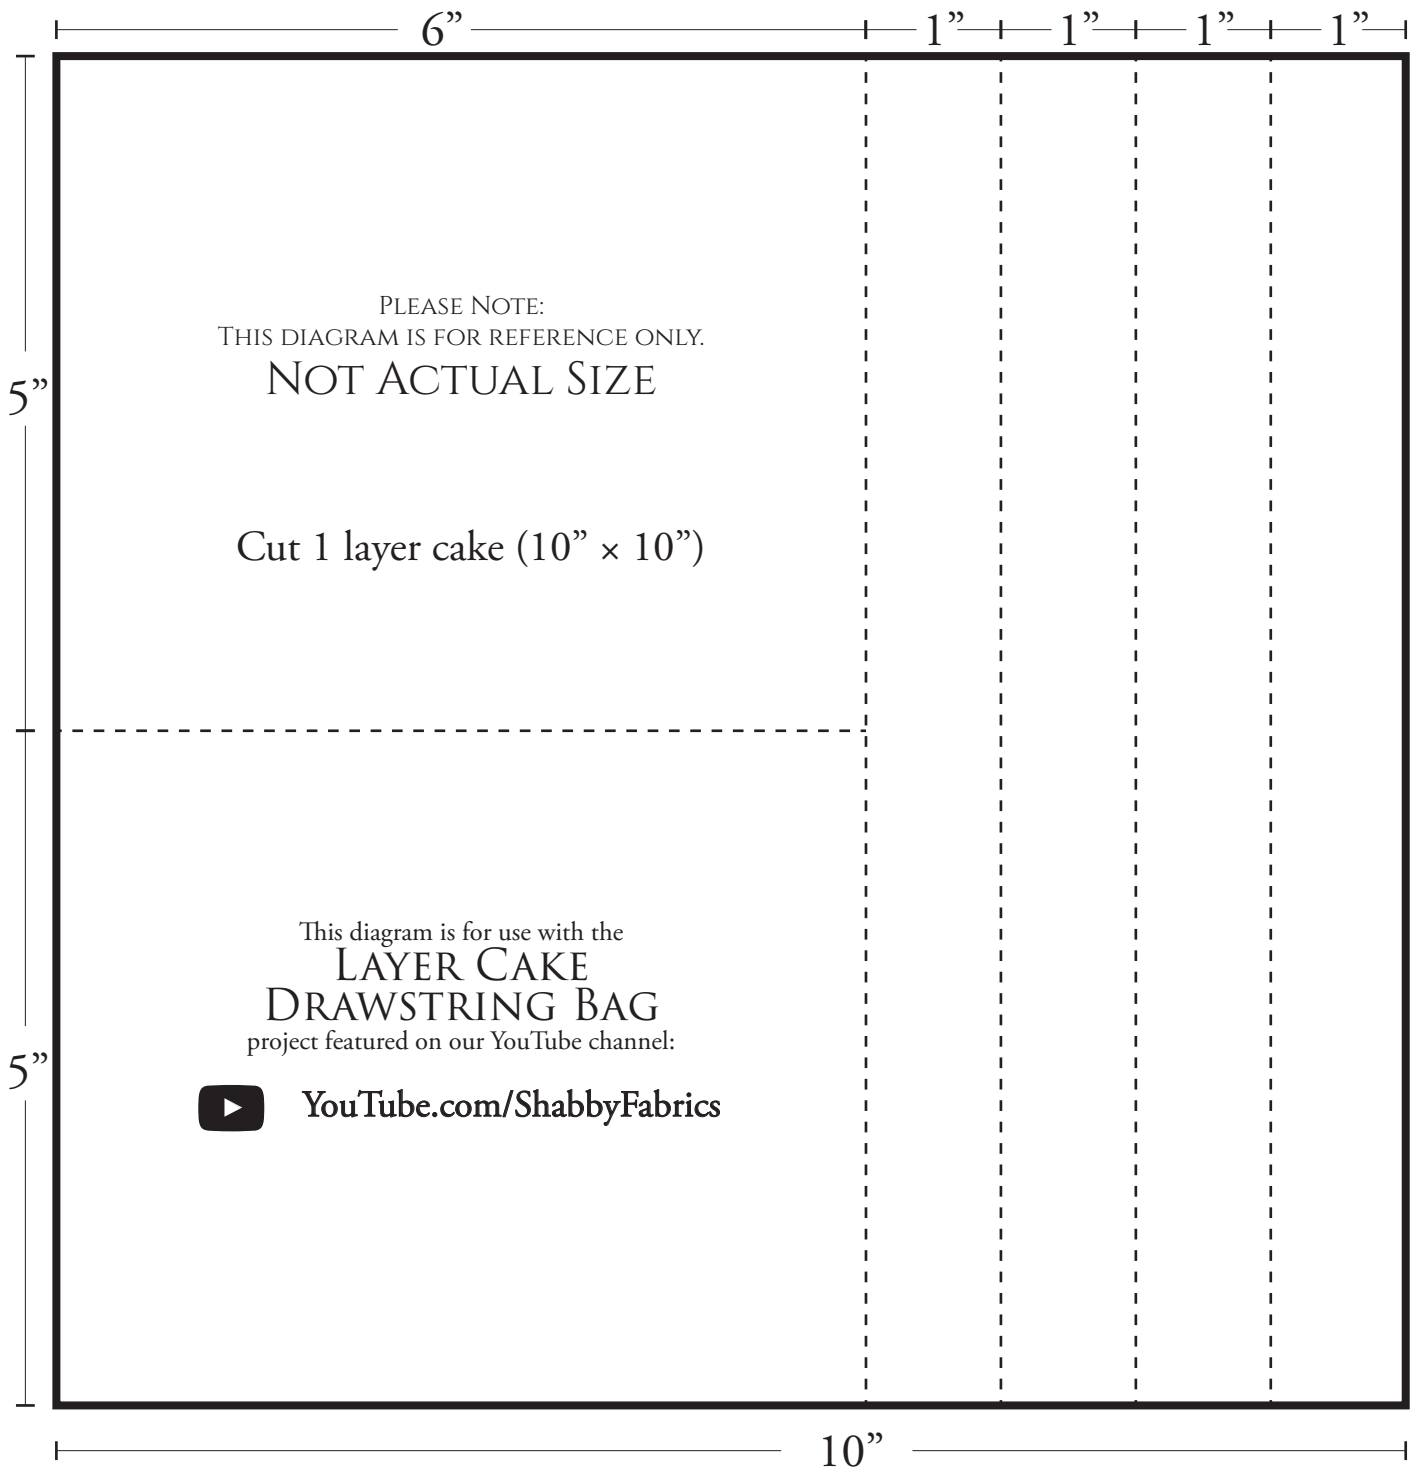 6” 1” 1” 1” 1”
Please Note:
This diagram is for reference only.
Not Actual Size
5”
Cut 1 layer cake (10” × 10”)
This diagram is for use with the
Layer Cake
Drawstring Bag
project featured on our YouTube channel:
5”
YouTube.com/ShabbyFabrics
10”